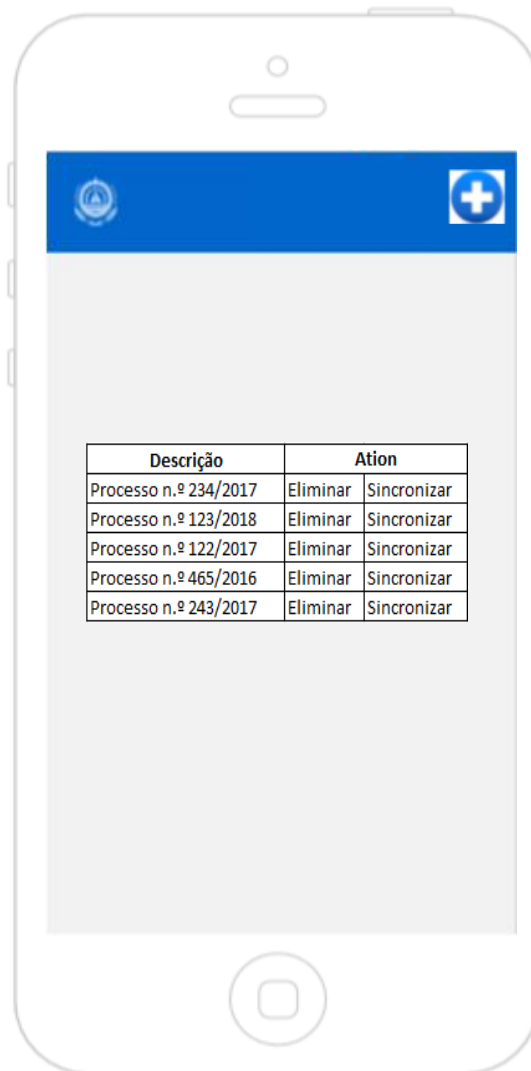 Descrição Ation
Processo n.º 234/2017 Eliminar Sincronizar
Processo n.º 123/2018 Eliminar Sincronizar
Processo n.º 122/2017 Eliminar Sincronizar
Processo n.º 465/2016 Eliminar Sincronizar
Processo n.º 243/2017 Eliminar Sincronizar